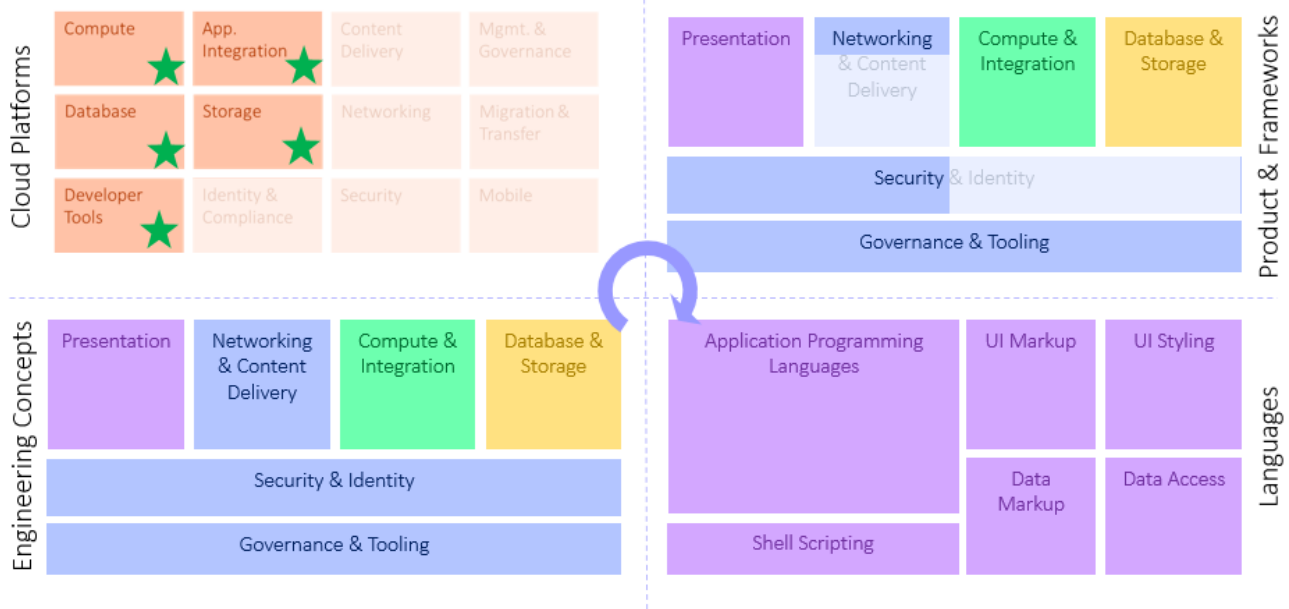 Cloud Platforms
Compute
App.
Integration
Content
Delivery
Mgmt. &
Governance
Database
Storage
Networking
Migration &
Transfer
Developer
Tools
Identity &
Compliance
Security
Mobile
Product & Frameworks
Presentation
Networking
& Content
Delivery
Compute &
Integration
Database &
Storage
Security & Identity
Governance & Tooling
Engineering Concepts
Presentation
Networking
& Content
Delivery
Compute &
Integration
Database &
Storage
Security & Identity
Governance & Tooling
Languages
Application Programming
Languages
UI Markup
UI Styling
Shell Scripting
Data
Markup
Data Access